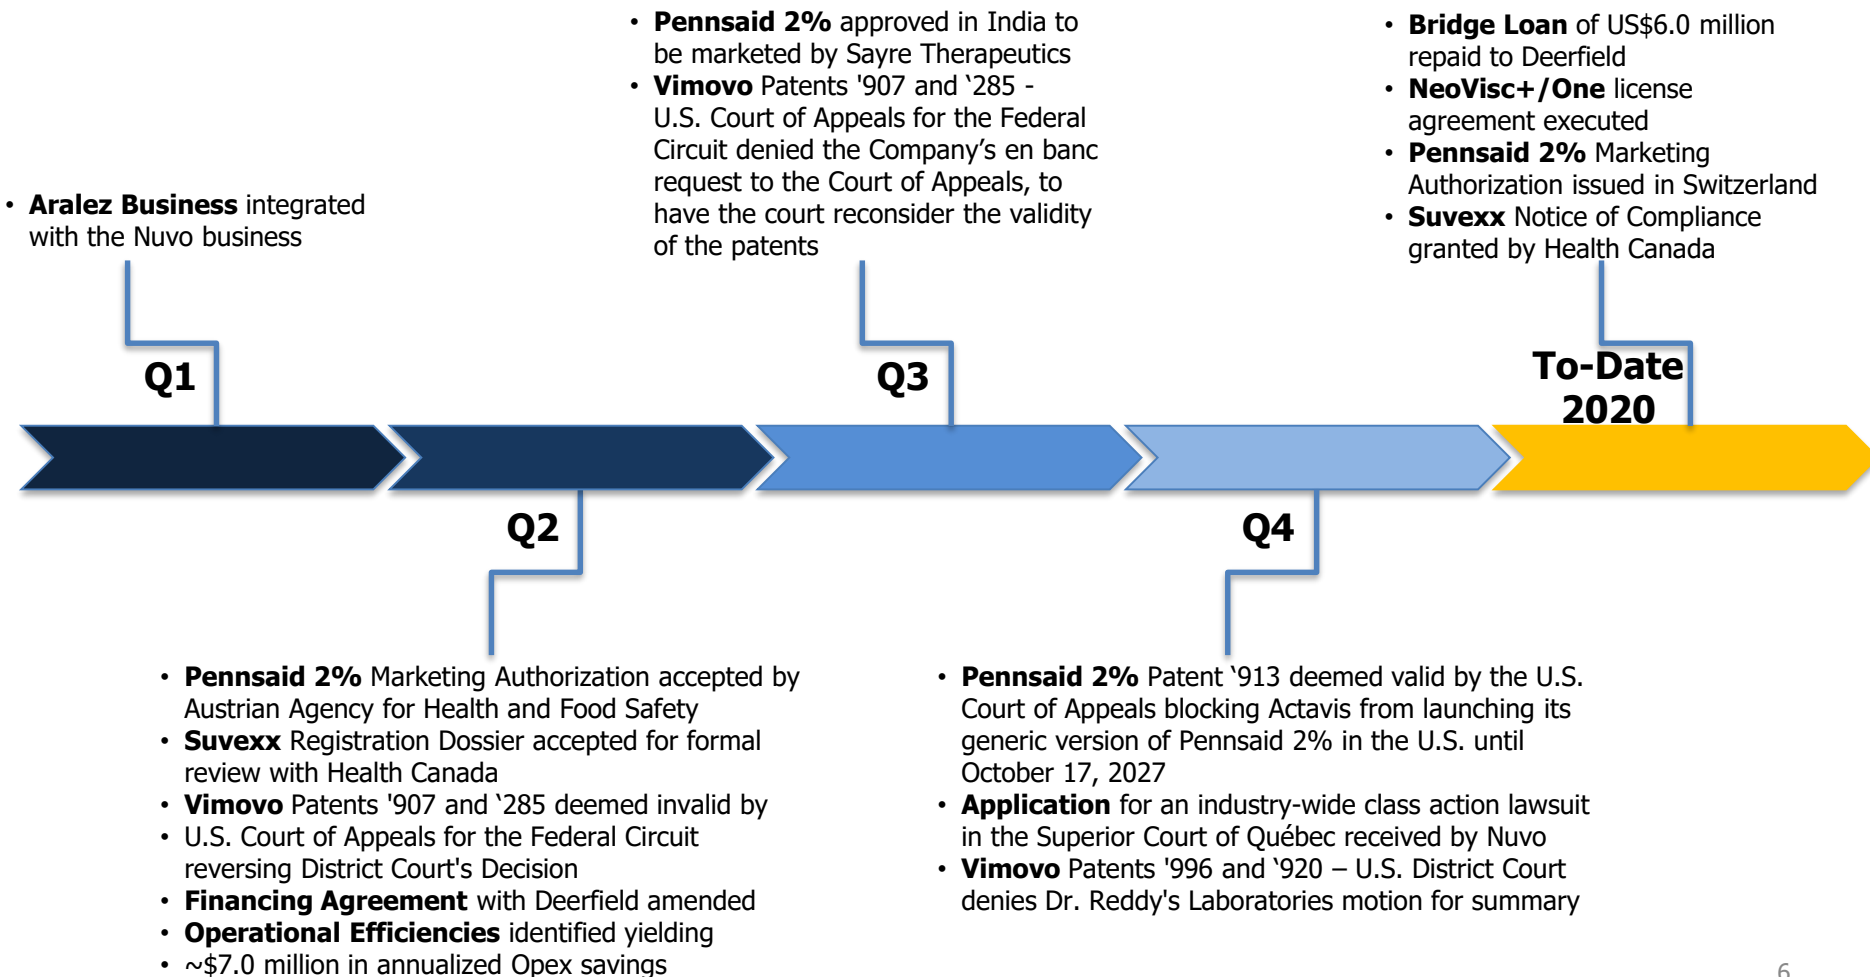 • Aralez Business integrated
with the Nuvo business
Q1
• Pennsaid 2% Marketing Authorization accepted by
Austrian Agency for Health and Food Safety
• Suvexx Registration Dossier accepted for formal
review with Health Canada
• Vimovo Patents '907 and ‘285 deemed invalid by
• U.S. Court of Appeals for the Federal Circuit
reversing District Court's Decision
• Financing Agreement with Deerfield amended
• Operational Efficiencies identified yielding
• ~$7.0 million in annualized Opex savings
Q2
• Pennsaid 2% approved in India to
be marketed by Sayre Therapeutics
• Vimovo Patents '907 and ‘285 -
U.S. Court of Appeals for the Federal
Circuit denied the Company’s en banc
request to the Court of Appeals, to
have the court reconsider the validity
of the patents
Q3
Q4
• Pennsaid 2% Patent ‘913 deemed valid by the U.S.
Court of Appeals blocking Actavis from launching its
generic version of Pennsaid 2% in the U.S. until
October 17, 2027
• Application for an industry-wide class action lawsuit
in the Superior Court of Québec received by Nuvo
• Vimovo Patents '996 and ‘920 – U.S. District Court
denies Dr. Reddy's Laboratories motion for summary
• Bridge Loan of US$6.0 million
repaid to Deerfield
• NeoVisc+/One license
agreement executed
• Pennsaid 2% Marketing
Authorization issued in Switzerland
• Suvexx Notice of Compliance
granted by Health Canada
To-Date
2020
6